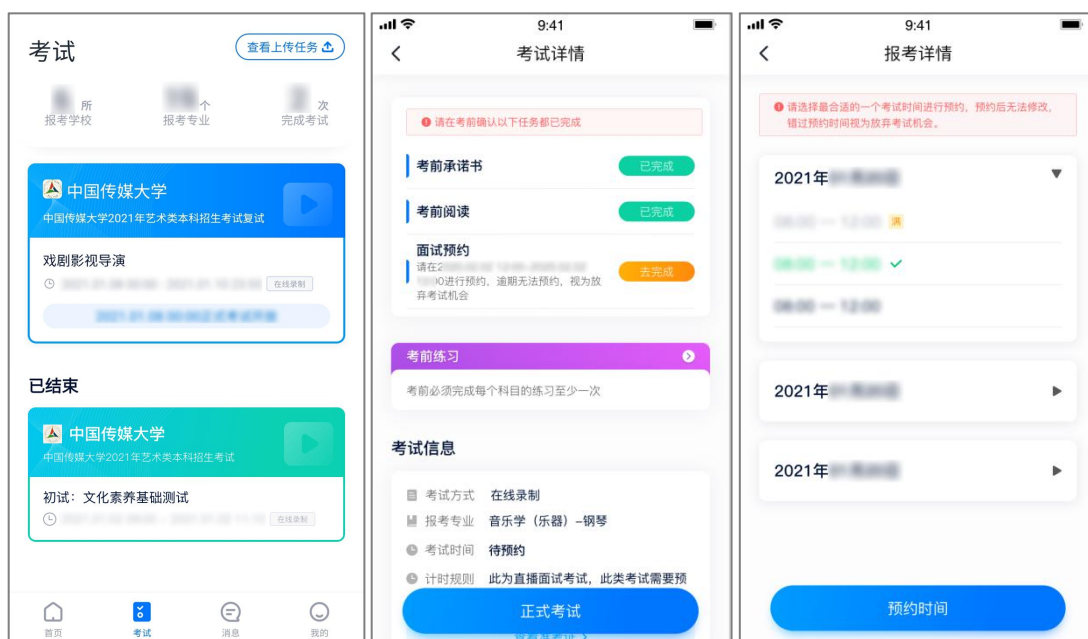 考试
查看上传任务
所
个
次
报考学校
报考专业
完成考试
中国传媒大学
中国传媒大学2021年艺术类本科招生考试复试
戏剧影视导演
在线录制
已结束
中国传媒大学
中国传媒大学2021年艺术类本科招生考试
初试：文化素养基础测试
在线录制
首页
考试
消息
我的
9:41
考试详情
请在考前确认以下任务都已完成
考前承诺书
已完成
考前阅读
已完成
面试预约
去完成
请在2
0进行预约，逾期无法预约，视为放
弃考试机会
考前练习
考前必须完成每个科目的练习至少一次
考试信息
考试方式 在线录制
报考专业 音乐学（乐器）–钢琴
考试时间 待预约
计时规则 此为直播面试考试，此类考试需要预
正式考试
查看准考证
9:41
报考详情
请选择最合适的一个考试时间进行预约，预约后无法修改，
错过预约时间视为放弃考试机会。
2021年
满
2021年
2021年
预约时间